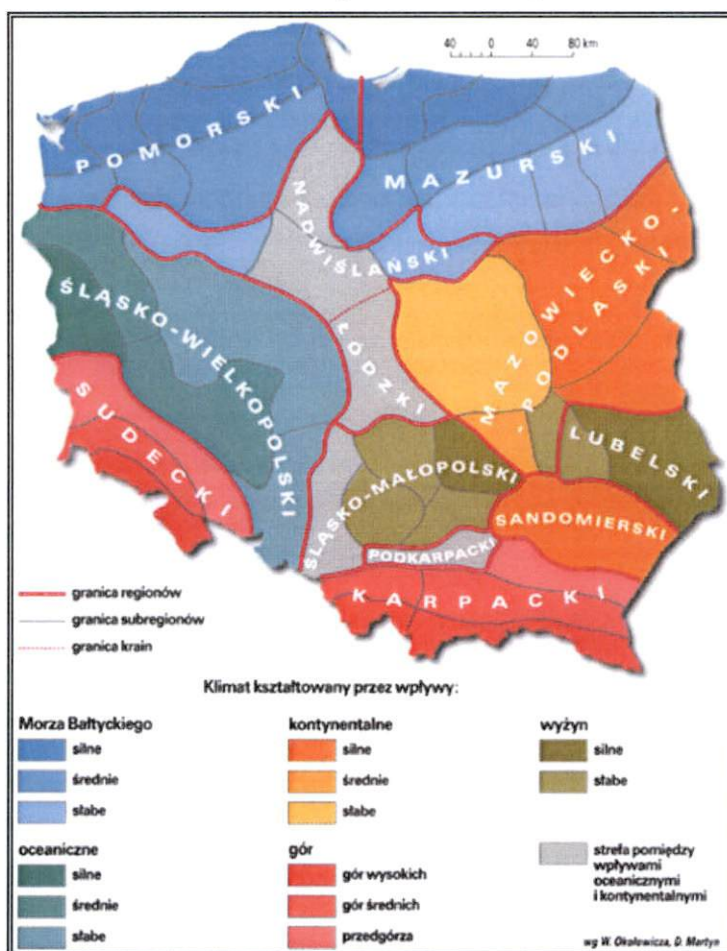 40 0 40 80 km
POMORSKI
MAZURSKI
NADWIŚLAŃSKI
MAZOWIECKO-
-PODLASKI
ŚLĄSKO-WIELKOPOLSKI
ŁÓDZKI
SUDECKI
LUBELSKI
ŚLĄSKO-MAŁOPOLSKI
SANDOMIERSKI
PODKARPACKI
KARPACKI
granica regionów
granica subregionów
granica krain
Klimat kształtowany przez wpływy:
Morza Bałtyckiego
silne
średnie
słabe
kontynentalne
silne
średnie
słabe
wyżyn
silne
słabe
oceaniczne
silne
średnie
słabe
gór
gór wysokich
gór średnich
przedgórza
strefa pomiędzy
wpływami
oceanicznymi
i kontynentalnymi
wg W. Okołowicza, D. Martyn